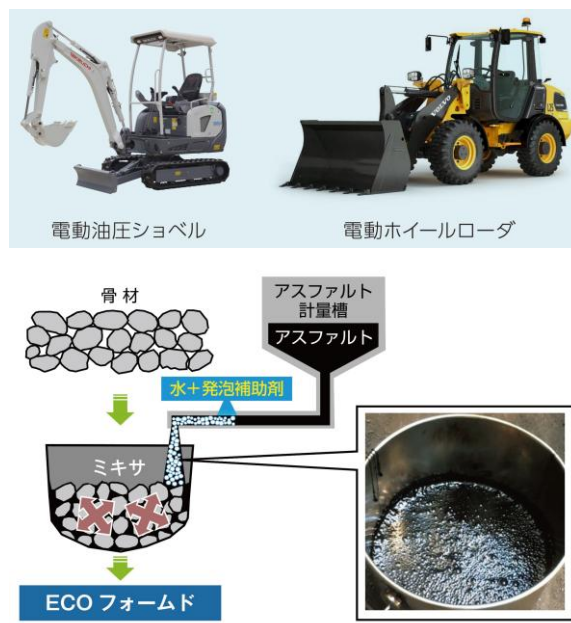 電動油圧ショベル
電動ホイールローダ
VOLVO
L25
骨材
アスファルト
計量槽
アスファルト
水+発泡補助剤
ミキサ
ECO フォームド